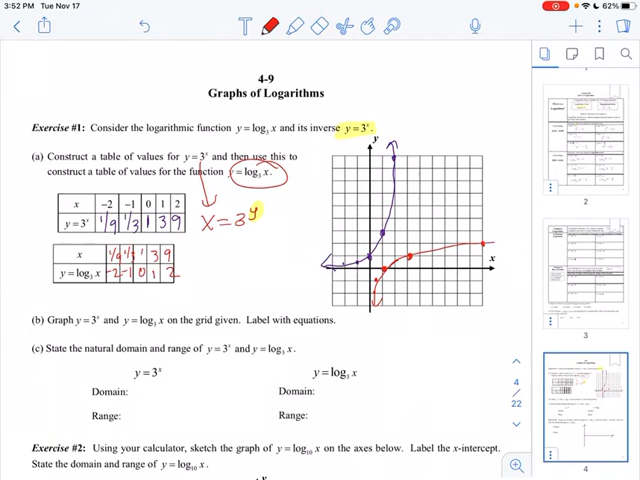 3:52 PM Tue Nov 17
62%
4-9
Graphs of Logarithms
Exercise #1: Consider the logarithmic function y = log₃ x and its inverse y = 3ˣ.
(a) Construct a table of values for y = 3ˣ and then use this to
construct a table of values for the function y = log₃ x.
x -2 -1 0 1 2
y = 3ˣ 1/9 1/3 1 3 9
x = 3ʸ
x 1/9 1/3 1 3 9
y = log₃ x -2 -1 0 1 2
y
x
(b) Graph y = 3ˣ and y = log₃ x on the grid given. Label with equations.
(c) State the natural domain and range of y = 3ˣ and y = log₃ x.
y = 3ˣ y = log₃ x
Domain: Domain:
Range: Range:
Exercise #2: Using your calculator, sketch the graph of y = log₁₀ x on the axes below. Label the x-intercept.
State the domain and range of y = log₁₀ x.
y
4
22
2
3
4